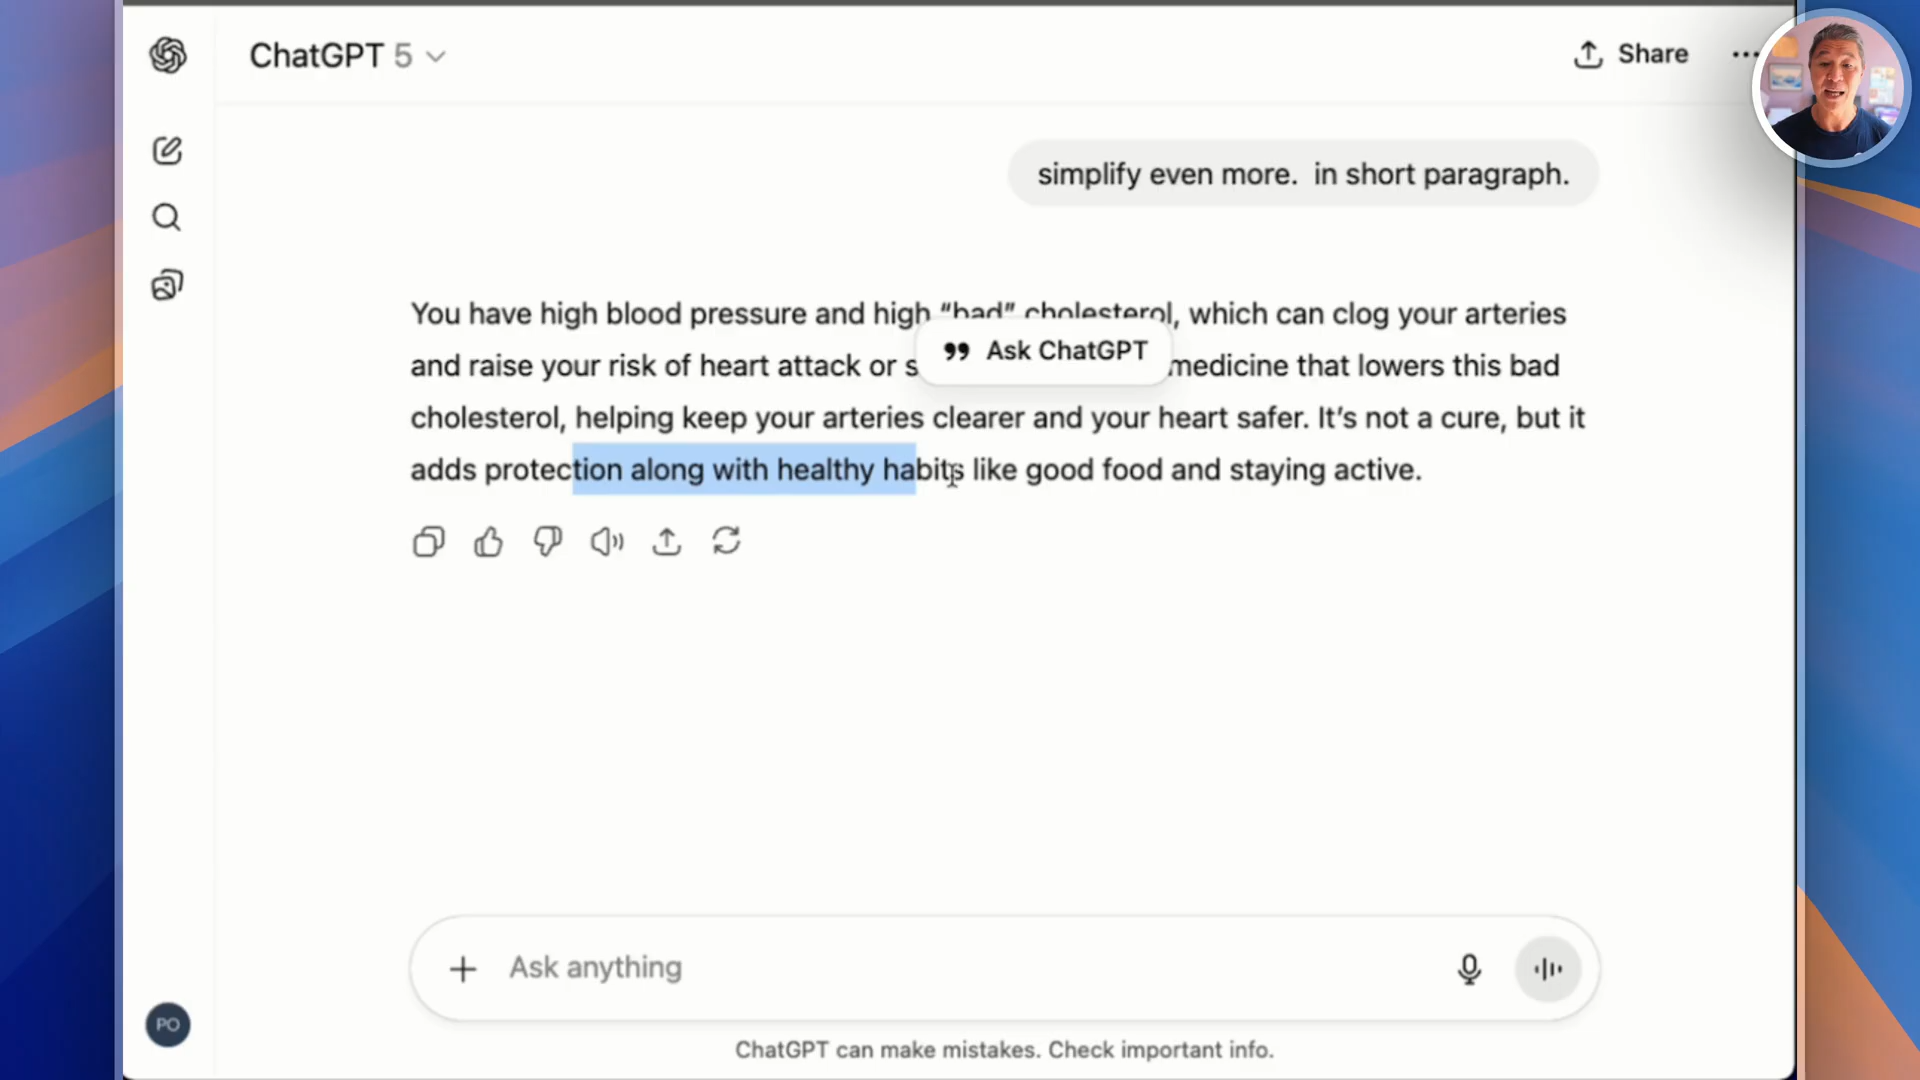 ChatGPT 5
Share
simplify even more.  in short paragraph.
You have high blood pressure and high “bad” cholesterol, which can clog your arteries
and raise your risk of heart attack or s
Ask ChatGPT
medicine that lowers this bad
cholesterol, helping keep your arteries clearer and your heart safer. It’s not a cure, but it
adds protection along with healthy habits like good food and staying active.
Ask anything
PO
ChatGPT can make mistakes. Check important info.